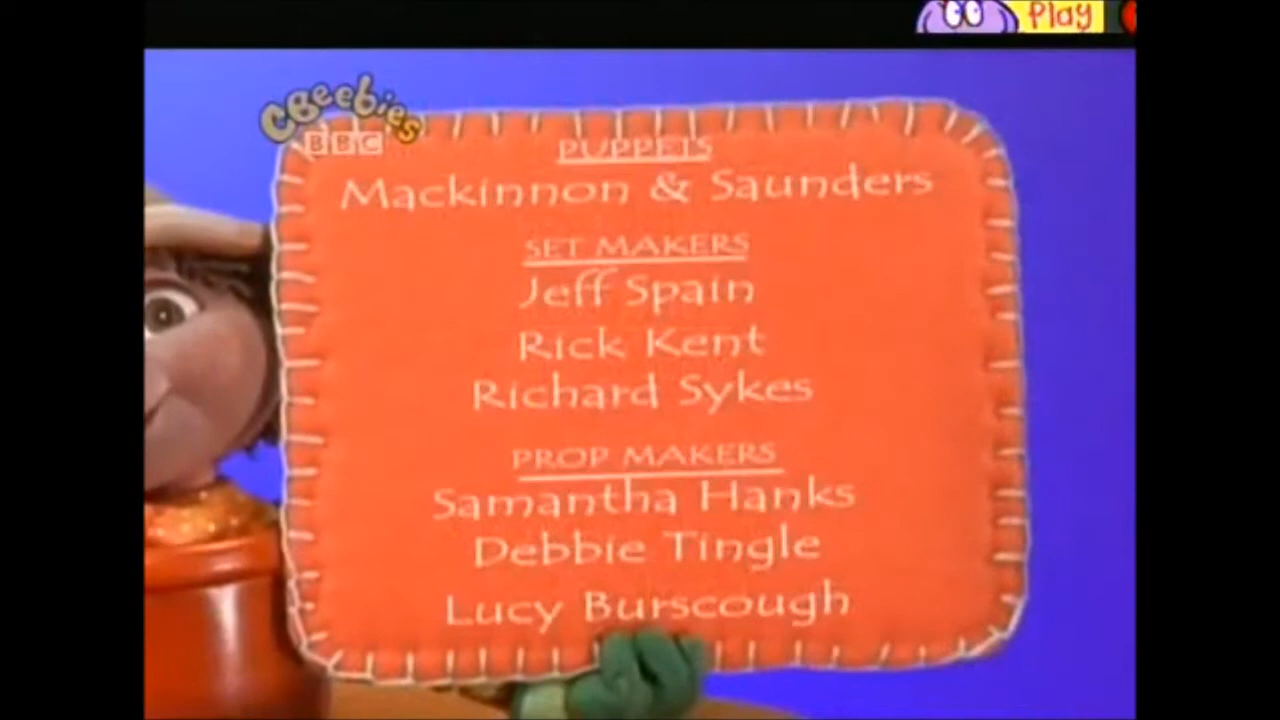 Play
CBeebies
BBC
PUPPETS
Mackinnon & Saunders
SET MAKERS
Jeff Spain
Rick Kent
Richard Sykes
PROP MAKERS
Samantha Hanks
Debbie Tingle
Lucy Burscough